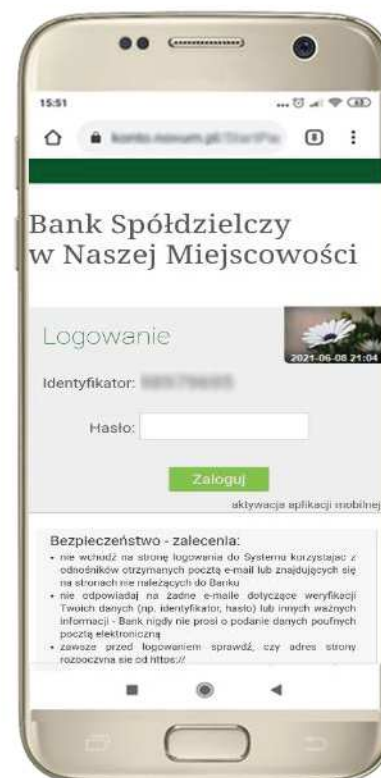 15:51
Bank Spółdzielczy
w Naszej Miejscowości
Logowanie
2021-06-08 21:04
Identyfikator:
Hasło:
Zaloguj
aktywacja aplikacji mobilnej
Bezpieczeństwo - zalecenia:
• nie wchodź na stronę logowania do Systemu korzystając z
odnośników otrzymanych pocztą e-mail lub znajdujących się
na stronach nie należących do Banku
• nie odpowiadaj na żadne e-maile dotyczące weryfikacji
Twoich danych (np. identyfikator, hasło) lub innych ważnych
informacji - Bank nigdy nie prosi o podanie danych poufnych
pocztą elektroniczną
• zawsze przed logowaniem sprawdź, czy adres strony
rozpoczyna się od https://